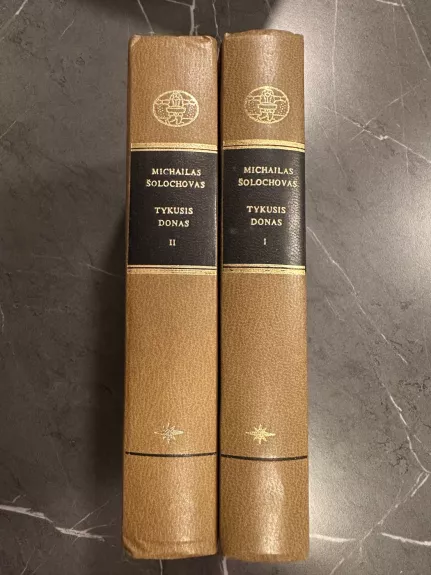 MICHAILAS
ŠOLOCHOVAS
TYKUSIS
DONAS
II
MICHAILAS
ŠOLOCHOVAS
TYKUSIS
DONAS
I